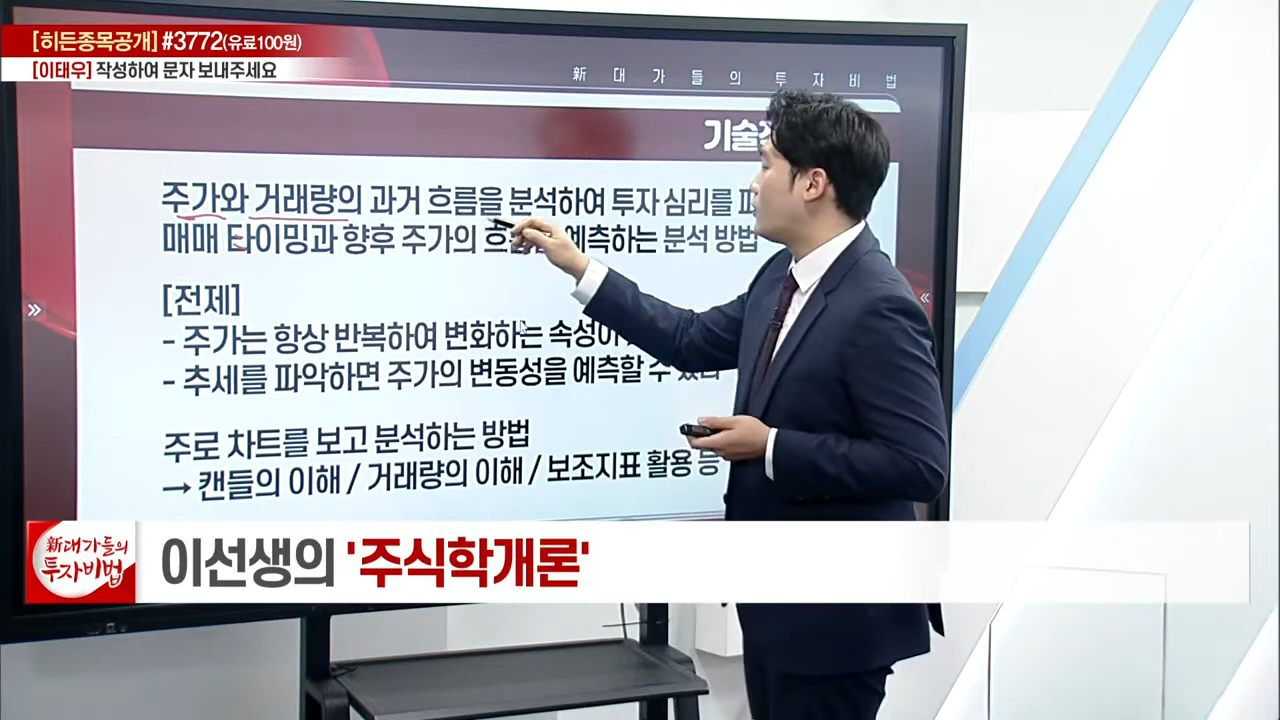 [히든종목공개] #3772(유료100원)
[이태우] 작성하여 문자 보내주세요
新 대 가 들 의 투 자 비 법
주가와 거래량의 과거 흐름을 분석하여 투자 심리를
매매 타이밍과 향후 주가의 예측하는 분석 방법
[전제]
- 주가는 항상 반복하여 변화하는 속성이
- 추세를 파악하면 주가의 변동성을 예측할 수 있다
주로 차트를 보고 분석하는 방법
→ 캔들의 이해 / 거래량의 이해 / 보조지표 활용 등
新대가들의
투자비법
이선생의 '주식학개론'